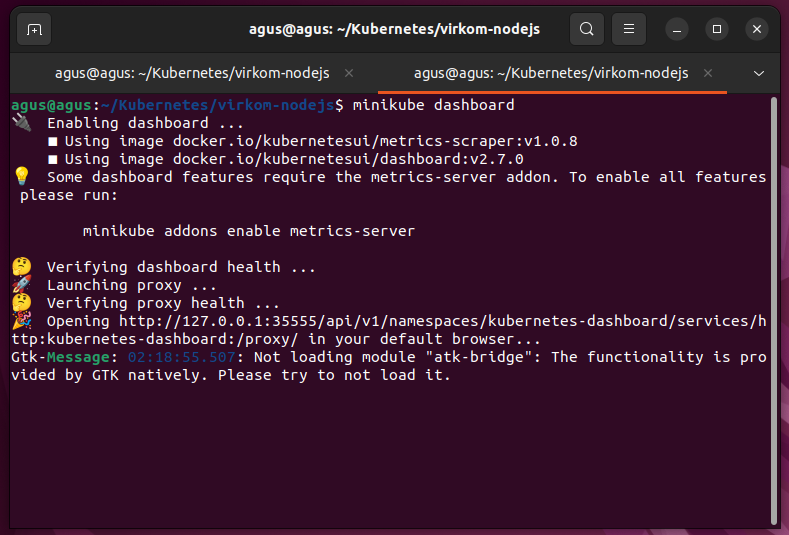 agus@agus: ~/Kubernetes/virkom-nodejs
agus@agus: ~/Kubernetes/virkom-nodejs
agus@agus: ~/Kubernetes/virkom-nodejs
agus@agus:~/Kubernetes/virkom-nodejs$ minikube dashboard
🔌  Enabling dashboard ...
    ▪ Using image docker.io/kubernetesui/metrics-scraper:v1.0.8
    ▪ Using image docker.io/kubernetesui/dashboard:v2.7.0
💡  Some dashboard features require the metrics-server addon. To enable all features
 please run:
        minikube addons enable metrics-server
🤔  Verifying dashboard health ...
🚀  Launching proxy ...
🤔  Verifying proxy health ...
🎉  Opening http://127.0.0.1:35555/api/v1/namespaces/kubernetes-dashboard/services/h
ttp:kubernetes-dashboard:/proxy/ in your default browser...
Gtk-Message: 02:18:55.507: Not loading module "atk-bridge": The functionality is pro
vided by GTK natively. Please try to not load it.